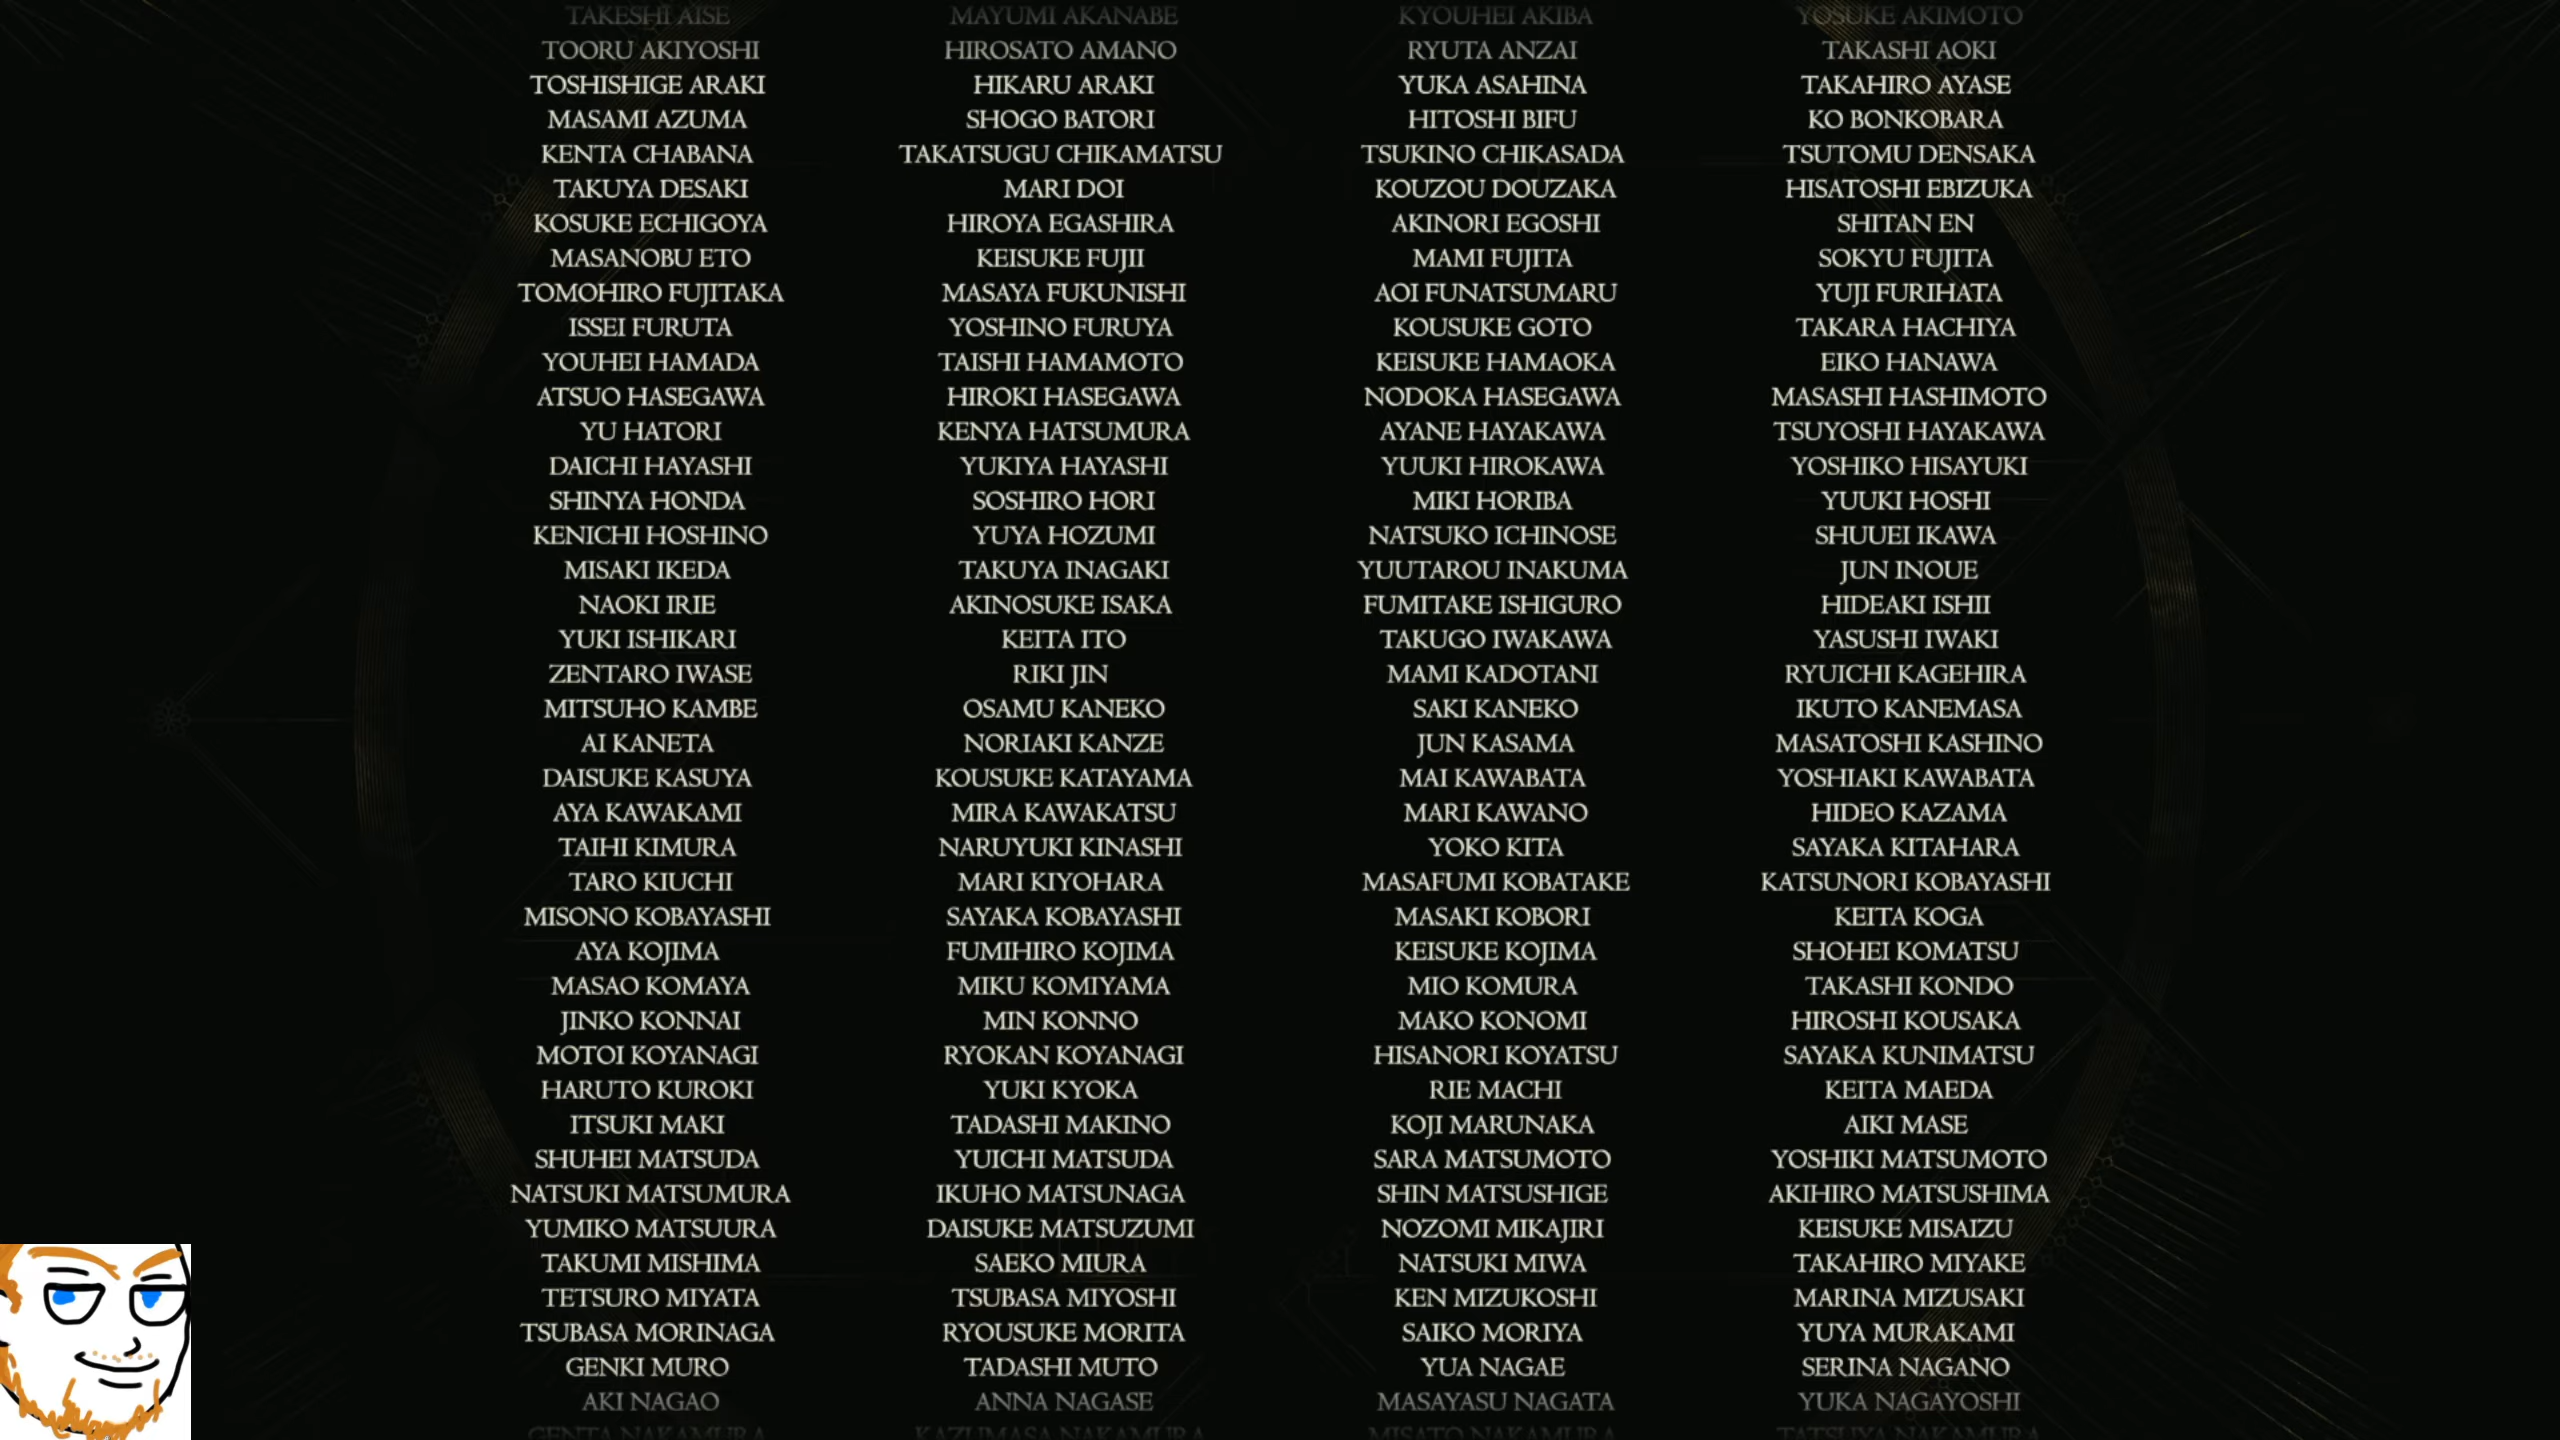 TAKESHI AISE MAYUMI AKANABE KYOUHEI AKIBA YOSUKE AKIMOTO
TOORU AKIYOSHI HIROSATO AMANO RYUTA ANZAI TAKASHI AOKI
TOSHISHIGE ARAKI HIKARU ARAKI YUKA ASAHINA TAKAHIRO AYASE
MASAMI AZUMA SHOGO BATORI HITOSHI BIFU KO BONKOBARA
KENTA CHABANA TAKATSUGU CHIKAMATSU TSUKINO CHIKASADA TSUTOMU DENSAKA
TAKUYA DESAKI MARI DOI KOUZOU DOUZAKA HISATOSHI EBIZUKA
KOSUKE ECHIGOYA HIROYA EGASHIRA AKINORI EGOSHI SHITAN EN
MASANOBU ETO KEISUKE FUJII MAMI FUJITA SOKYU FUJITA
TOMOHIRO FUJITAKA MASAYA FUKUNISHI AOI FUNATSUMARU YUJI FURIHATA
ISSEI FURUTA YOSHINO FURUYA KOUSUKE GOTO TAKARA HACHIYA
YOUHEI HAMADA TAISHI HAMAMOTO KEISUKE HAMAOKA EIKO HANAWA
ATSUO HASEGAWA HIROKI HASEGAWA NODOKA HASEGAWA MASASHI HASHIMOTO
YU HATORI KENYA HATSUMURA AYANE HAYAKAWA TSUYOSHI HAYAKAWA
DAICHI HAYASHI YUKIYA HAYASHI YUUKI HIROKAWA YOSHIKO HISAYUKI
SHINYA HONDA SOSHIRO HORI MIKI HORIBA YUUKI HOSHI
KENICHI HOSHINO YUYA HOZUMI NATSUKO ICHINOSE SHUUEI IKAWA
MISAKI IKEDA TAKUYA INAGAKI YUUTAROU INAKUMA JUN INOUE
NAOKI IRIE AKINOSUKE ISAKA FUMITAKE ISHIGURO HIDEAKI ISHII
YUKI ISHIKARI KEITA ITO TAKUGO IWAKAWA YASUSHI IWAKI
ZENTARO IWASE RIKI JIN MAMI KADOTANI RYUICHI KAGEHIRA
MITSUHO KAMBE OSAMU KANEKO SAKI KANEKO IKUTO KANEMASA
AI KANETA NORIAKI KANZE JUN KASAMA MASATOSHI KASHINO
DAISUKE KASUYA KOUSUKE KATAYAMA MAI KAWABATA YOSHIAKI KAWABATA
AYA KAWAKAMI MIRA KAWAKATSU MARI KAWANO HIDEO KAZAMA
TAIHI KIMURA NARUYUKI KINASHI YOKO KITA SAYAKA KITAHARA
TARO KIUCHI MARI KIYOHARA MASAFUMI KOBATAKE KATSUNORI KOBAYASHI
MISONO KOBAYASHI SAYAKA KOBAYASHI MASAKI KOBORI KEITA KOGA
AYA KOJIMA FUMIHIRO KOJIMA KEISUKE KOJIMA SHOHEI KOMATSU
MASAO KOMAYA MIKU KOMIYAMA MIO KOMURA TAKASHI KONDO
JINKO KONNAI MIN KONNO MAKO KONOMI HIROSHI KOUSAKA
MOTOI KOYANAGI RYOKAN KOYANAGI HISANORI KOYATSU SAYAKA KUNIMATSU
HARUTO KUROKI YUKI KYOKA RIE MACHI KEITA MAEDA
ITSUKI MAKI TADASHI MAKINO KOJI MARUNAKA AIKI MASE
SHUHEI MATSUDA YUICHI MATSUDA SARA MATSUMOTO YOSHIKI MATSUMOTO
NATSUKI MATSUMURA IKUHO MATSUNAGA SHIN MATSUSHIGE AKIHIRO MATSUSHIMA
YUMIKO MATSUURA DAISUKE MATSUZUMI NOZOMI MIKAJIRI KEISUKE MISAIZU
TAKUMI MISHIMA SAEKO MIURA NATSUKI MIWA TAKAHIRO MIYAKE
TETSURO MIYATA TSUBASA MIYOSHI KEN MIZUKOSHI MARINA MIZUSAKI
TSUBASA MORINAGA RYOUSUKE MORITA SAIKO MORIYA YUYA MURAKAMI
GENKI MURO TADASHI MUTO YUA NAGAE SERINA NAGANO
AKI NAGAO ANNA NAGASE MASAYASU NAGATA YUKA NAGAYOSHI
GENTA NAKAMURA KAZUMASA NAKAMURA MISATO NAKAMURA TATSUYA NAKAMURA